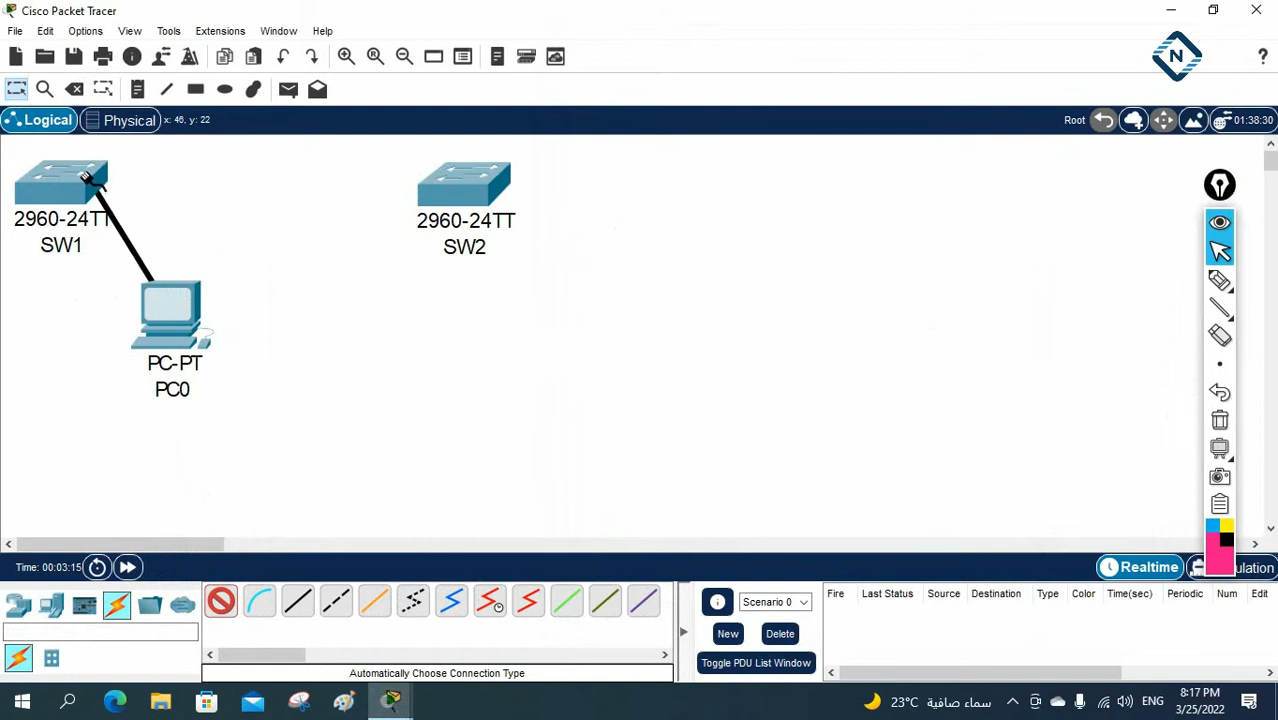 Cisco Packet Tracer
File Edit Options View Tools Extensions Window Help
N
Logical Physical x: 46, y: 22 Root 01:38:30
2960-24TT
SW1
2960-24TT
SW2
PC-PT
PC0
Time: 00:03:15 Realtime
Scenario 0
New Delete
Toggle PDU List Window
Fire Last Status Source Destination Type Color Time(sec) Periodic Num Edit
Automatically Choose Connection Type
23°C سماء صافية ENG 8:17 PM
3/25/2022